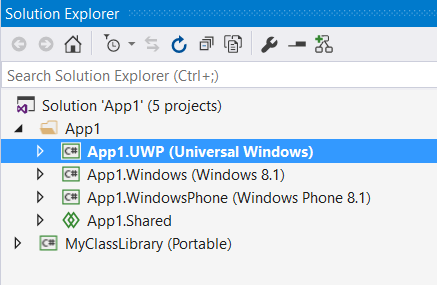 Solution Explorer
Search Solution Explorer (Ctrl+;)
Solution 'App1' (5 projects)
App1
C# App1.UWP (Universal Windows)
C# App1.Windows (Windows 8.1)
C# App1.WindowsPhone (Windows Phone 8.1)
App1.Shared
C# MyClassLibrary (Portable)